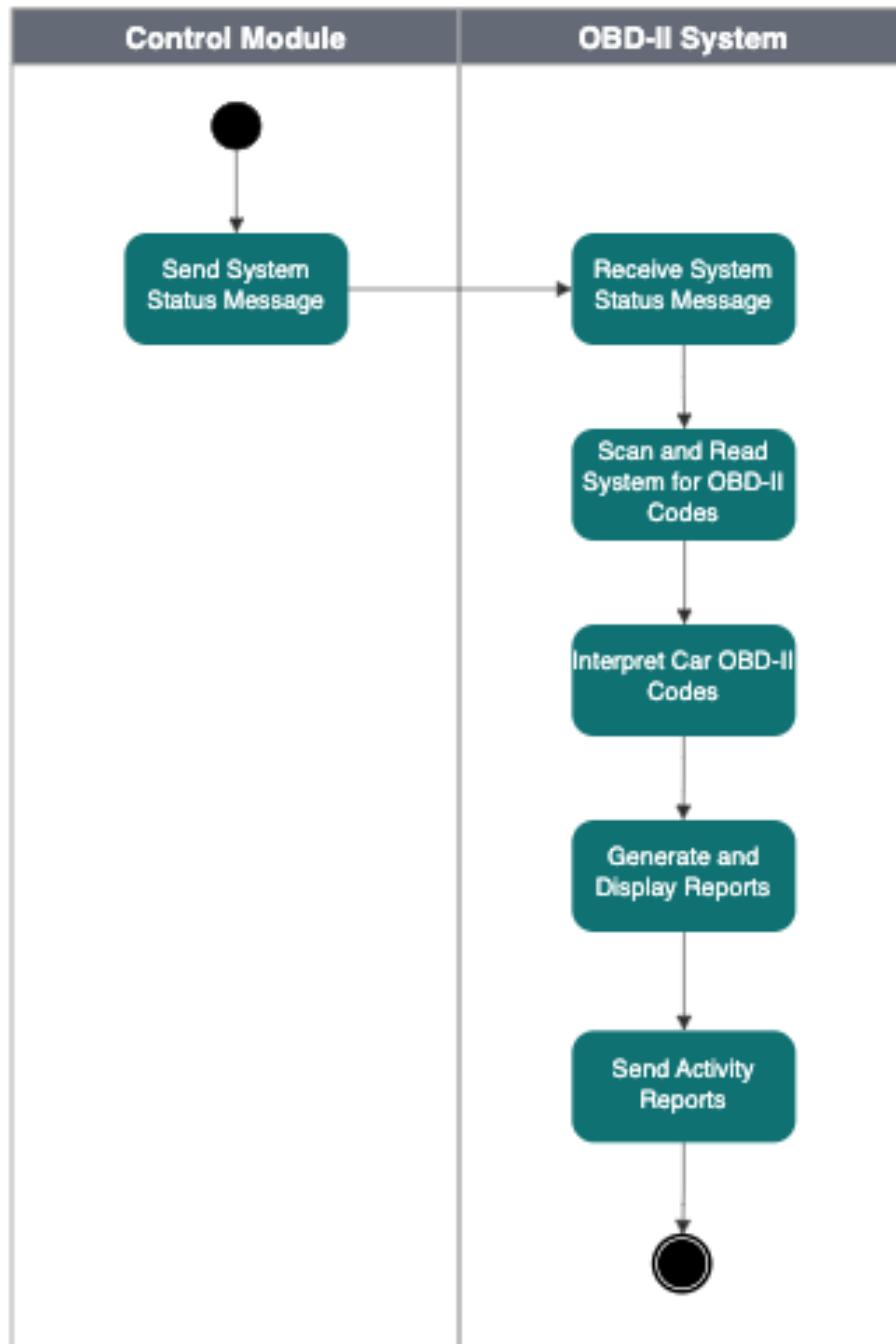 Control Module
OBD-II System
Send System
Status Message
Receive System
Status Message
Scan and Read
System for OBD-II
Codes
Interpret Car OBD-II
Codes
Generate and
Display Reports
Send Activity
Reports